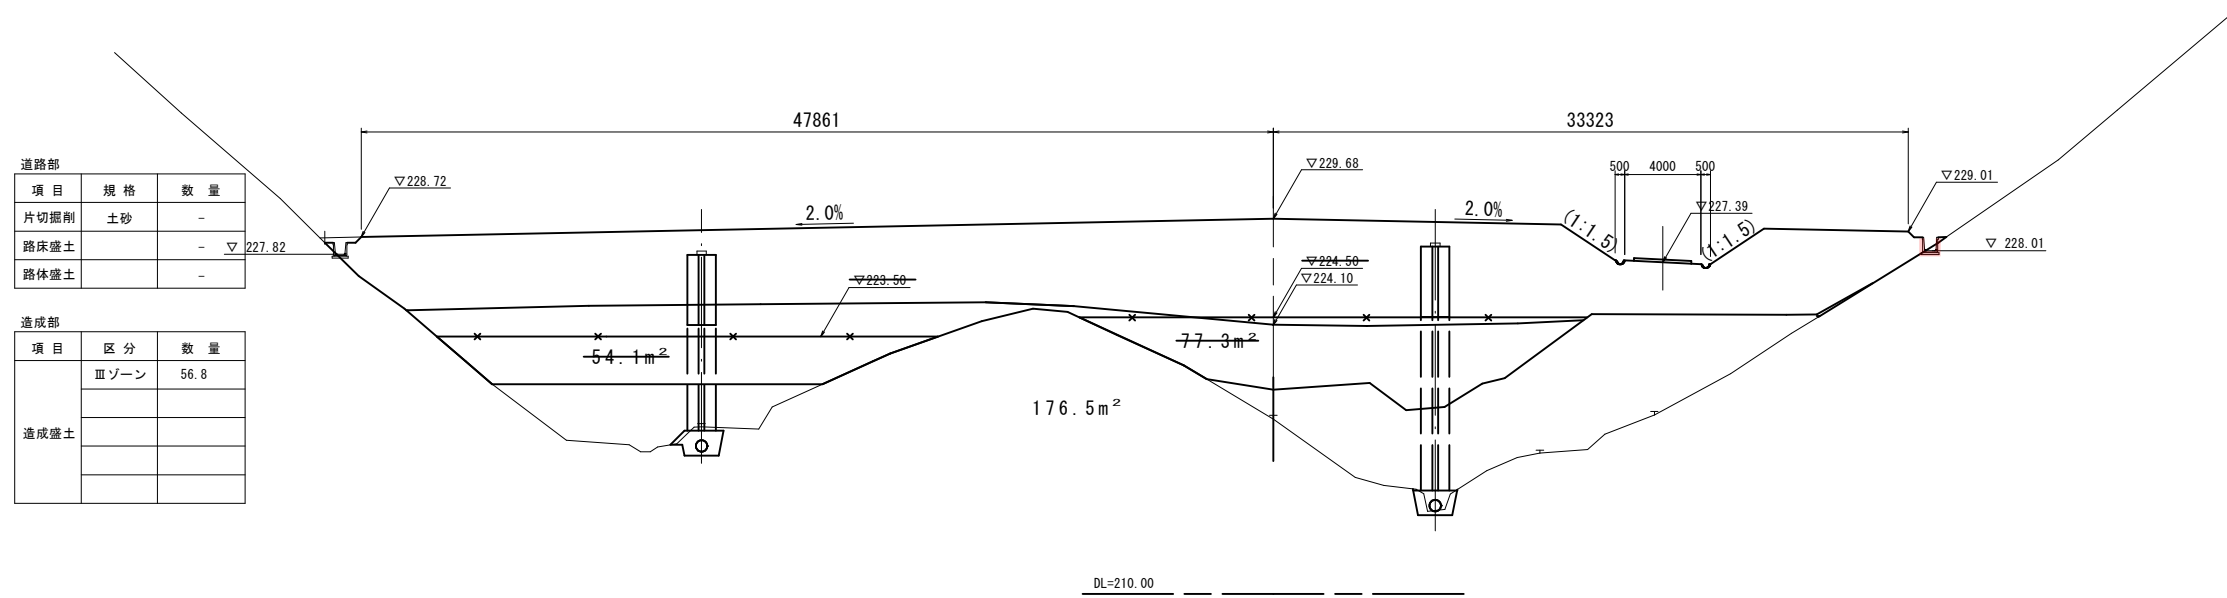 47861
33323
500 4000 500
道路部
項 目 規 格 数 量
片切掘削 土砂 －
路床盛土 －
路体盛土 －
▽228.72
▽229.68
▽229.01
▽227.39
2.0%
2.0%
(1:1.5)
(1:1.5)
▽ 227.82
▽ 228.01
▽223.50
▽224.50
▽224.10
造成部
項 目 区 分 数 量
造成盛土 Ⅲゾーン 56.8
54.1m²
77.3m²
176.5m²
DL=210.00